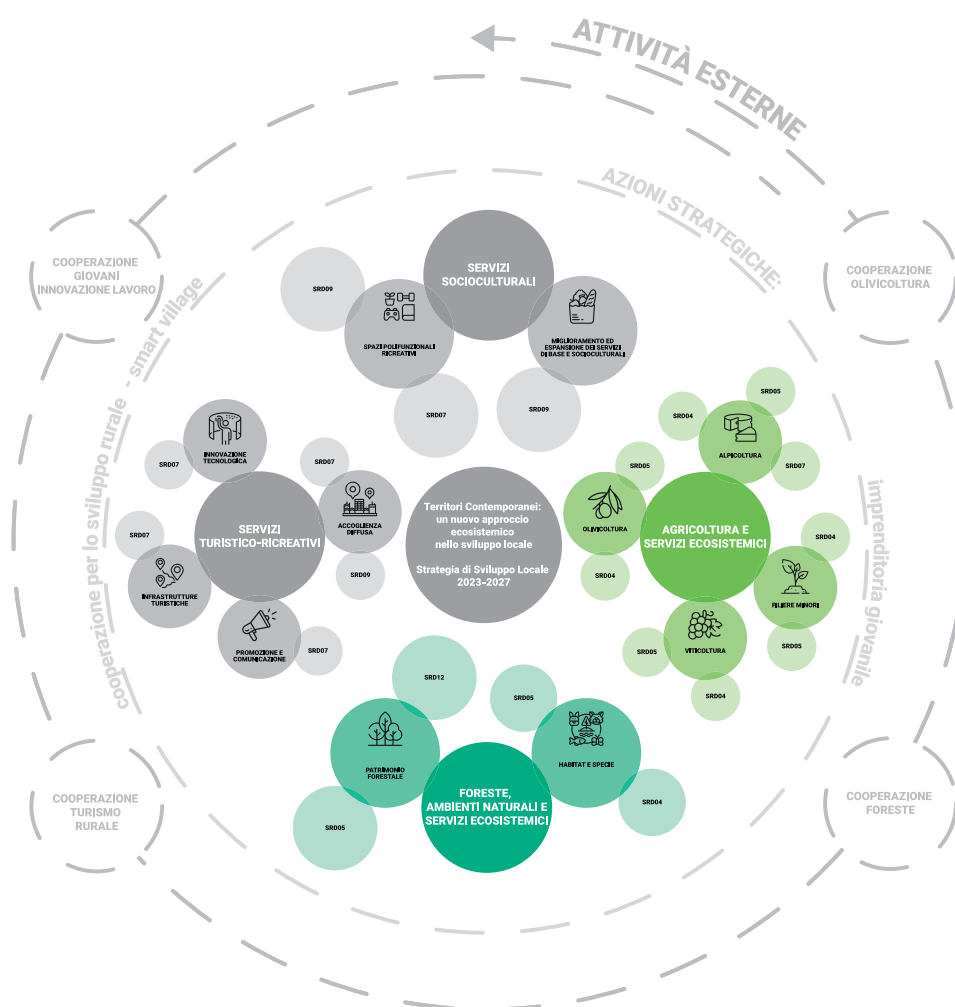 ATTIVITÀ ESTERNE
AZIONI STRATEGICHE:
imprenditoria giovanile
cooperazione per lo sviluppo rurale - smart village
COOPERAZIONE
GIOVANI
INNOVAZIONE LAVORO
COOPERAZIONE
OLIVICOLTURA
COOPERAZIONE
TURISMO
RURALE
COOPERAZIONE
FORESTE
SERVIZI
SOCIOCULTURALI
SRD09
SPAZI POLIFUNZIONALI
RICREATIVI
SRD07
MIGLIORAMENTO ED
ESPANSIONE DEI SERVIZI
DI BASE E SOCIOCULTURALI
SRD09
SERVIZI
TURISTICO-RICREATIVI
INNOVAZIONE
TECNOLOGICA
SRD07
SRD07
ACCOGLIENZA
DIFFUSA
SRD09
SRD07
INFRASTRUTTURE
TURISTICHE
PROMOZIONE E
COMUNICAZIONE
SRD07
Territori Contemporanei:
un nuovo approccio
ecosistemico
nello sviluppo locale
Strategia di Sviluppo Locale
2023-2027
AGRICOLTURA E
SERVIZI ECOSISTEMICI
SRD05
SRD04
ALPICOLTURA
SRD07
SRD05
OLIVICOLTURA
SRD04
SRD04
FILIERE MINORI
SRD05
SRD05
VITICOLTURA
SRD04
FORESTE,
AMBIENTI NATURALI E
SERVIZI ECOSISTEMICI
SRD12
PATRIMONIO
FORESTALE
SRD05
SRD05
HABITAT E SPECIE
SRD04